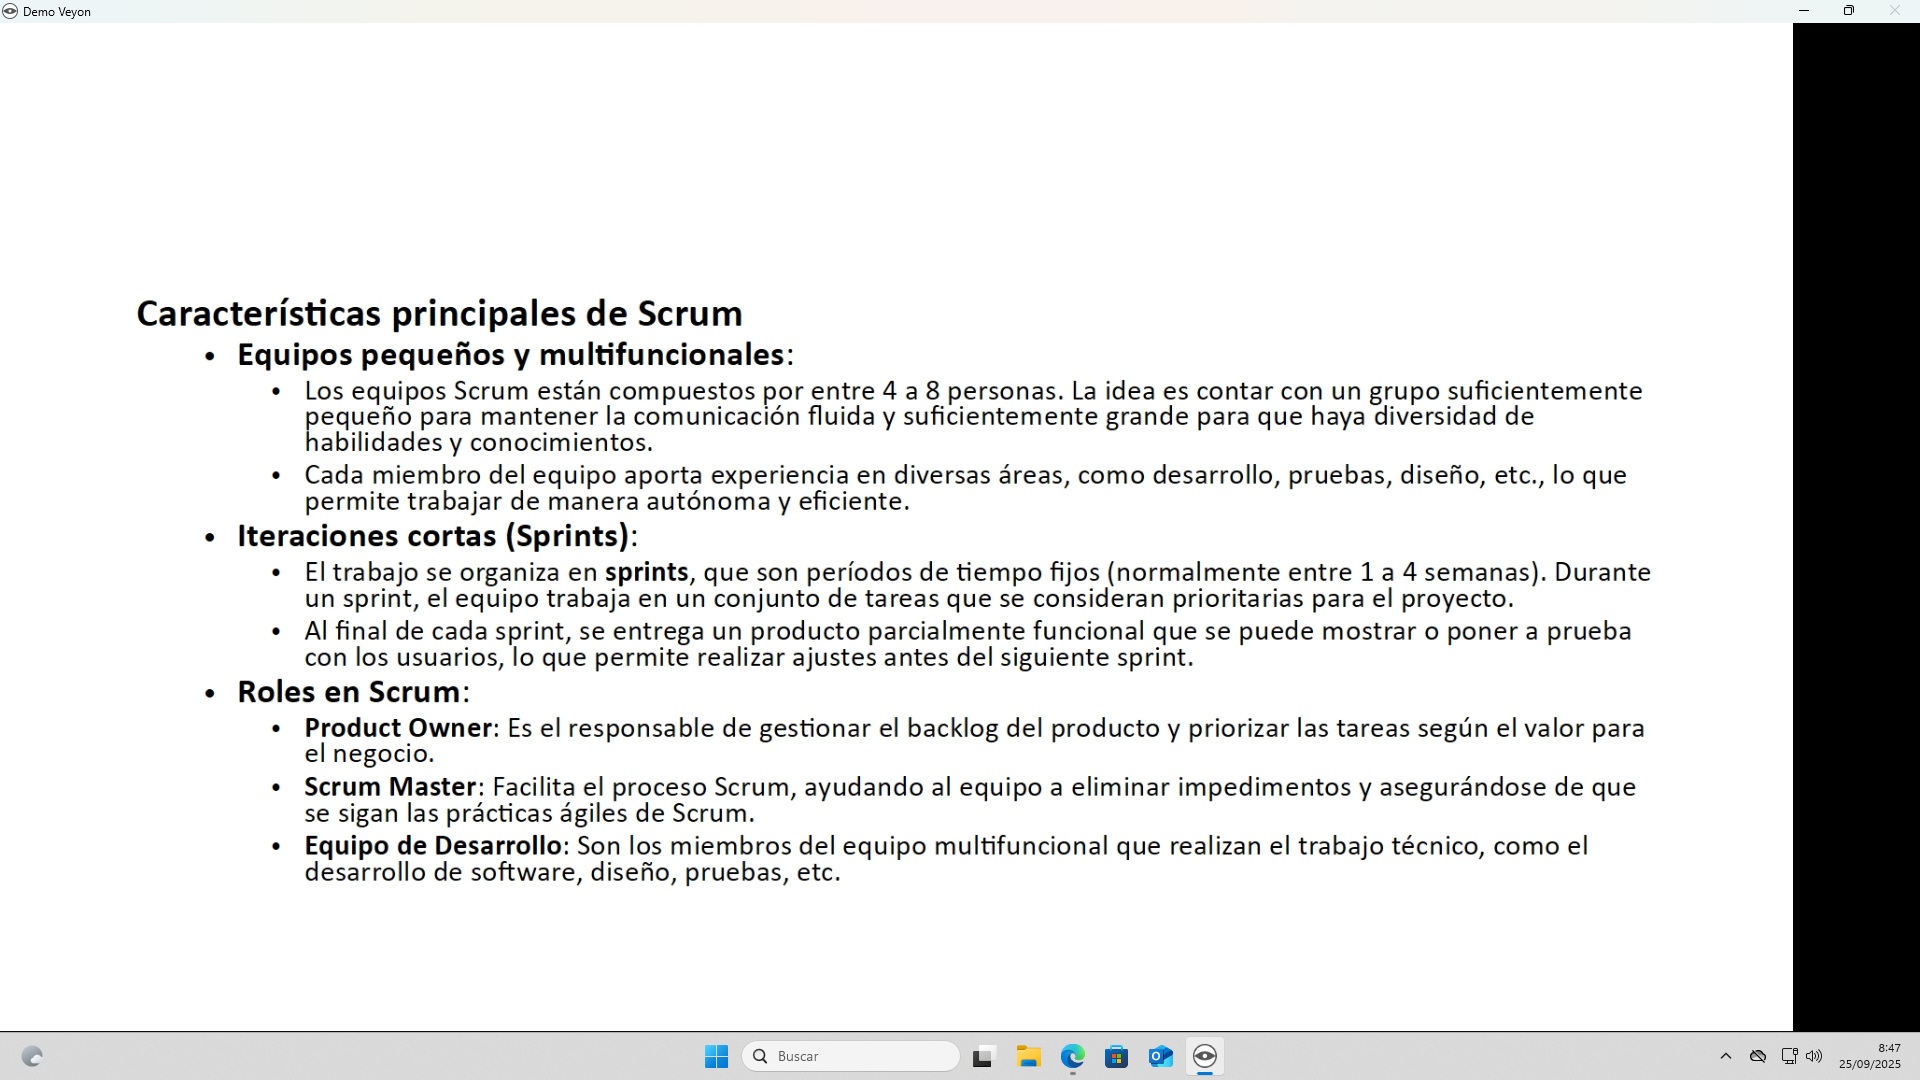 Demo Veyon
Características principales de Scrum
• Equipos pequeños y multifuncionales:
• Los equipos Scrum están compuestos por entre 4 a 8 personas. La idea es contar con un grupo suficientemente
pequeño para mantener la comunicación fluida y suficientemente grande para que haya diversidad de
habilidades y conocimientos.
• Cada miembro del equipo aporta experiencia en diversas áreas, como desarrollo, pruebas, diseño, etc., lo que
permite trabajar de manera autónoma y eficiente.
• Iteraciones cortas (Sprints):
• El trabajo se organiza en sprints, que son períodos de tiempo fijos (normalmente entre 1 a 4 semanas). Durante
un sprint, el equipo trabaja en un conjunto de tareas que se consideran prioritarias para el proyecto.
• Al final de cada sprint, se entrega un producto parcialmente funcional que se puede mostrar o poner a prueba
con los usuarios, lo que permite realizar ajustes antes del siguiente sprint.
• Roles en Scrum:
• Product Owner: Es el responsable de gestionar el backlog del producto y priorizar las tareas según el valor para
el negocio.
• Scrum Master: Facilita el proceso Scrum, ayudando al equipo a eliminar impedimentos y asegurándose de que
se sigan las prácticas ágiles de Scrum.
• Equipo de Desarrollo: Son los miembros del equipo multifuncional que realizan el trabajo técnico, como el
desarrollo de software, diseño, pruebas, etc.
Buscar
8:47
25/09/2025